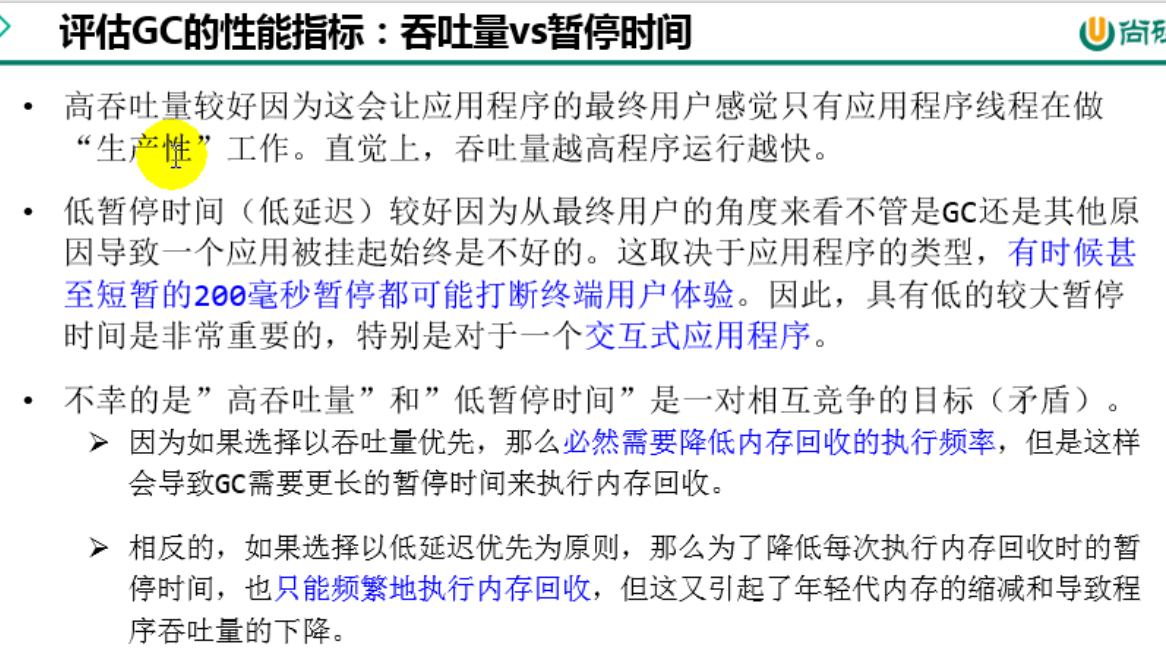 评估GC的性能指标：吞吐量vs暂停时间
尚
• 高吞吐量较好因为这会让应用程序的最终用户感觉只有应用程序线程在做
“生产性”工作。直觉上，吞吐量越高程序运行越快。
• 低暂停时间（低延迟）较好因为从最终用户的角度来看不管是GC还是其他原
因导致一个应用被挂起始终是不好的。这取决于应用程序的类型，有时候甚
至短暂的200毫秒暂停都可能打断终端用户体验。因此，具有低的较大暂停
时间是非常重要的，特别是对于一个交互式应用程序。
• 不幸的是”高吞吐量”和”低暂停时间”是一对相互竞争的目标（矛盾）。
➢ 因为如果选择以吞吐量优先，那么必然需要降低内存回收的执行频率，但是这样
会导致GC需要更长的暂停时间来执行内存回收。
➢ 相反的，如果选择以低延迟优先为原则，那么为了降低每次执行内存回收时的暂
停时间，也只能频繁地执行内存回收，但这又引起了年轻代内存的缩减和导致程
序吞吐量的下降。